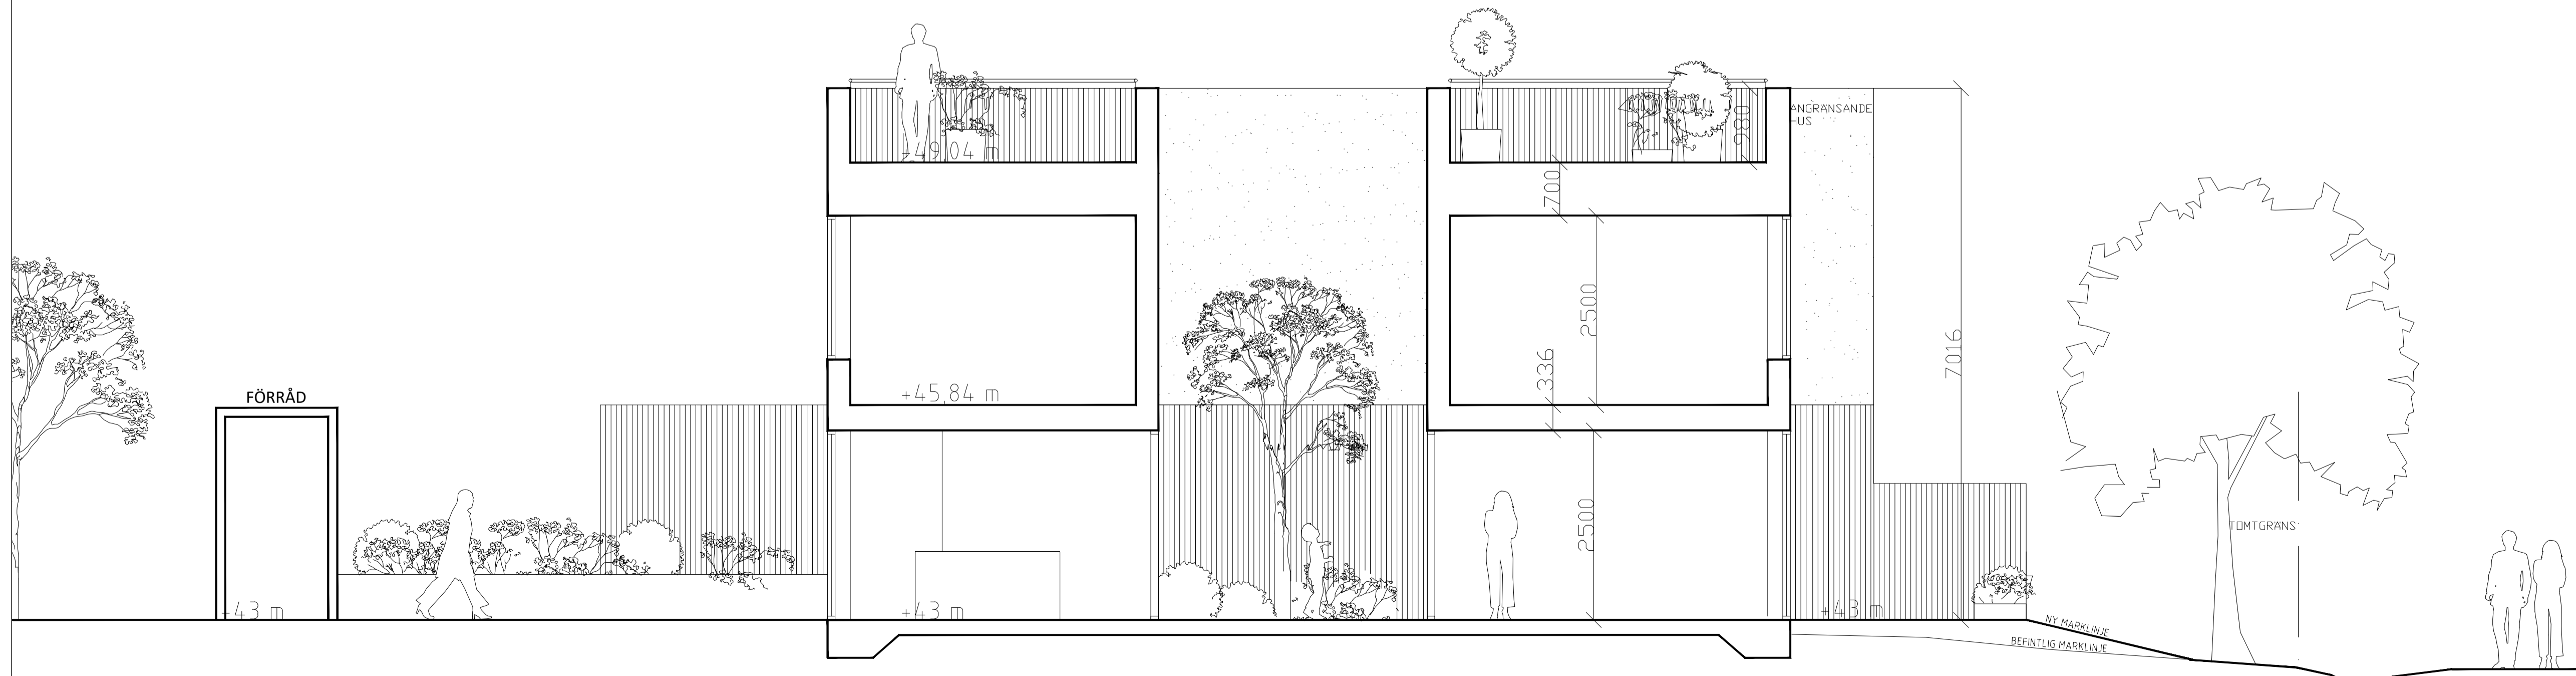 +49,04 m
980
ANGRÄNSANDE
HUS
700
2500
336
7016
+45,84 m
FÖRRÅD
2500
TOMTGRÄNS
+43 m
+43 m
+43 m
NY MARKLINJE
BEFINTLIG MARKLINJE